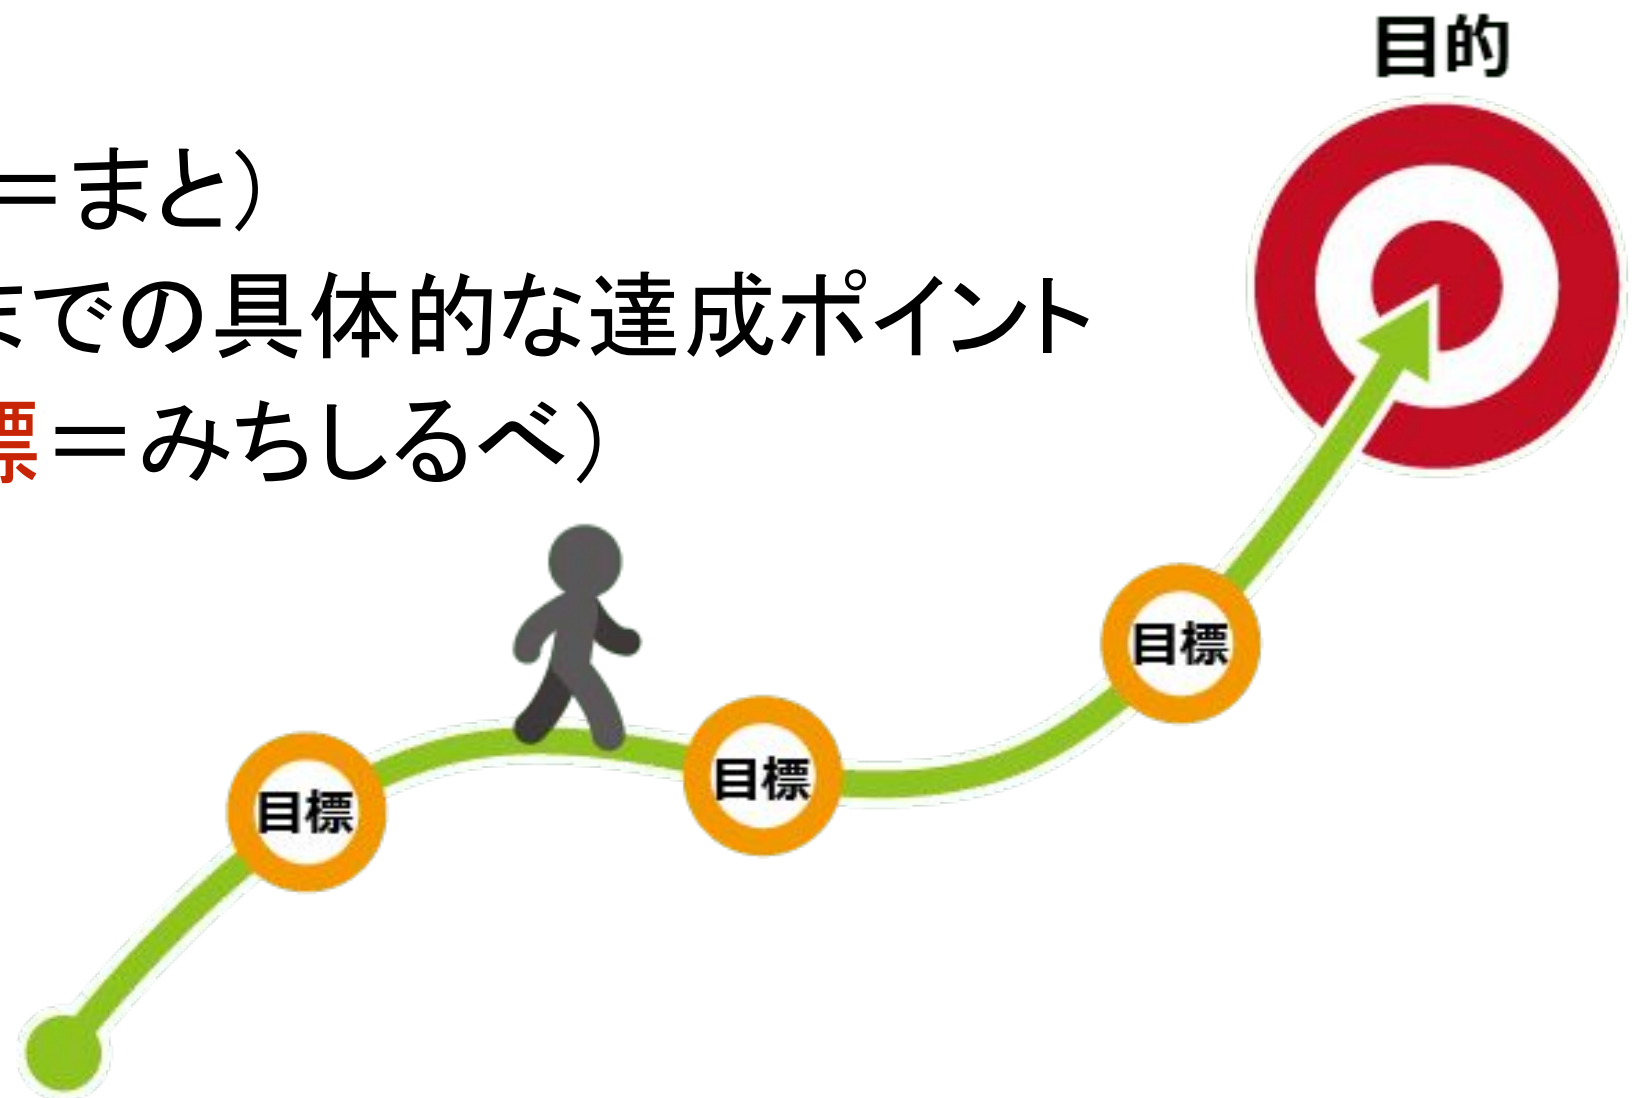 目的
＝まと）
までの具体的な達成ポイント
標＝みちしるべ）
目標
目標
目標